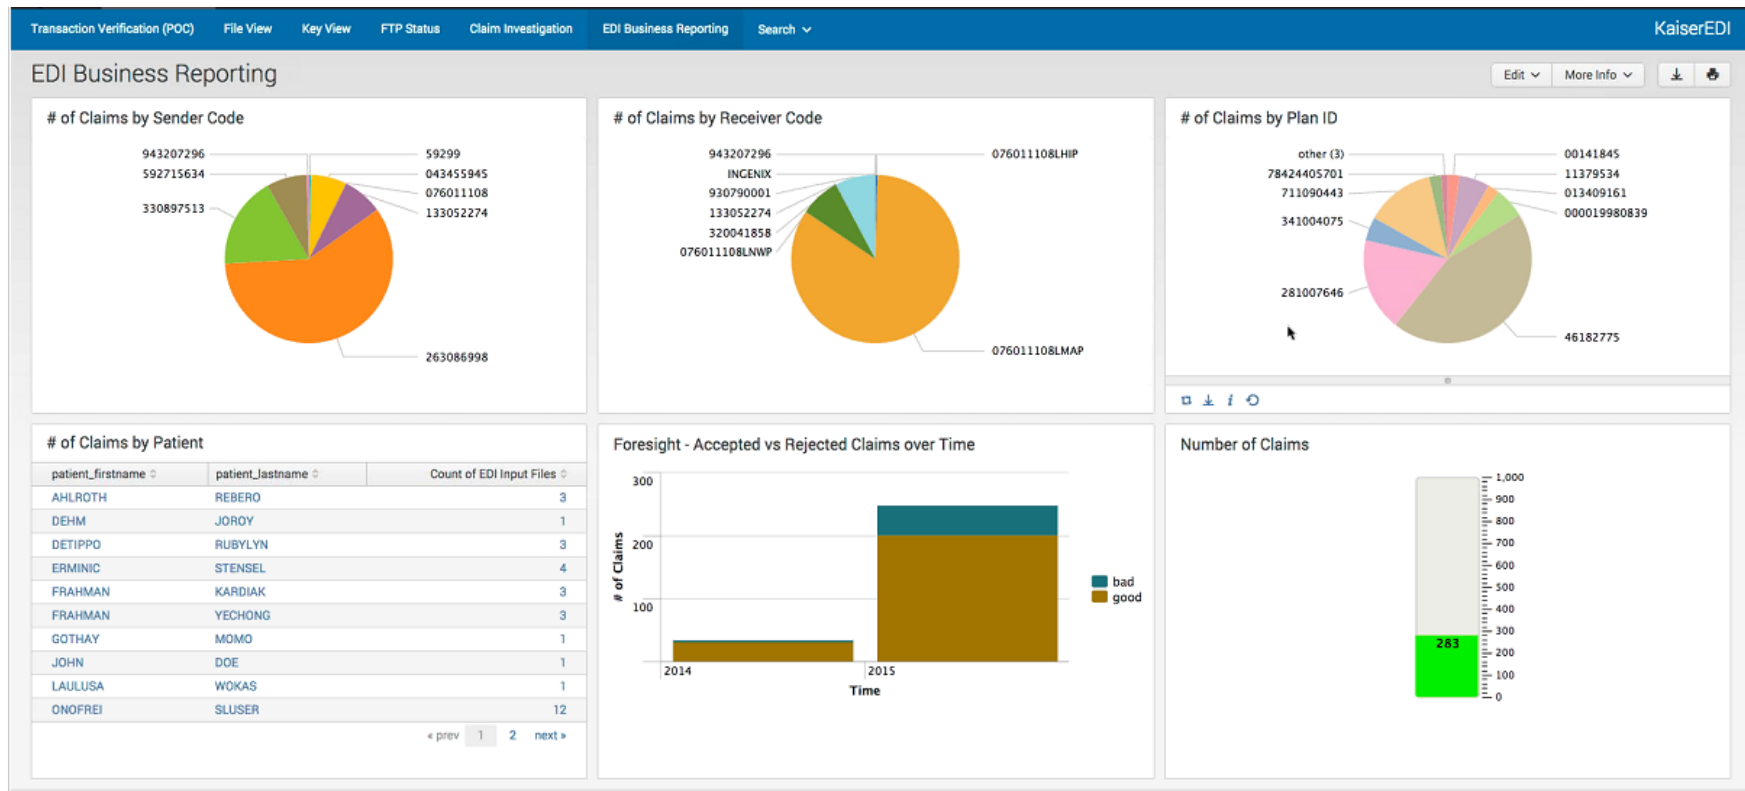 Transaction Verification (POC) File View Key View FTP Status Claim Investigation EDI Business Reporting Search KaiserEDI
EDI Business Reporting
Edit More Info
# of Claims by Sender Code
943207296
592715634
330897513
59299
043455945
076011108
133052274
263086998
# of Claims by Receiver Code
943207296
INGENIX
930790001
133052274
320041858
076011108LNWP
076011108LHIP
076011108LMAP
# of Claims by Plan ID
other (3)
78424405701
711090443
341004075
281007646
00141845
11379534
013409161
000019980839
46182775
# of Claims by Patient
patient_firstname patient_lastname Count of EDI Input Files
AHLROTH REBERO 3
DEHM JOROY 1
DETIPPO RUBYLYN 3
ERMINIC STENSEL 4
FRAHMAN KARDIAK 3
FRAHMAN YECHONG 3
GOTHAY MOMO 1
JOHN DOE 1
LAULUSA WOKAS 1
ONOFREI SLUSER 12
« prev 1 2 next »
Foresight - Accepted vs Rejected Claims over Time
# of Claims
300
200
100
2014 2015
Time
bad
good
Number of Claims
1,000
900
800
700
600
500
400
300
200
100
0
283